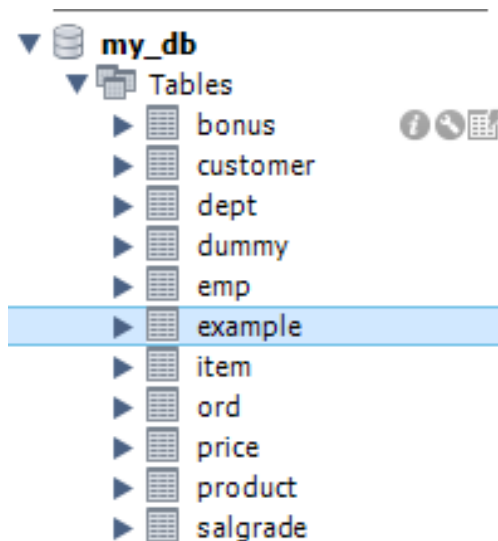 my_db
Tables
bonus
customer
dept
dummy
emp
example
item
ord
price
product
salgrade